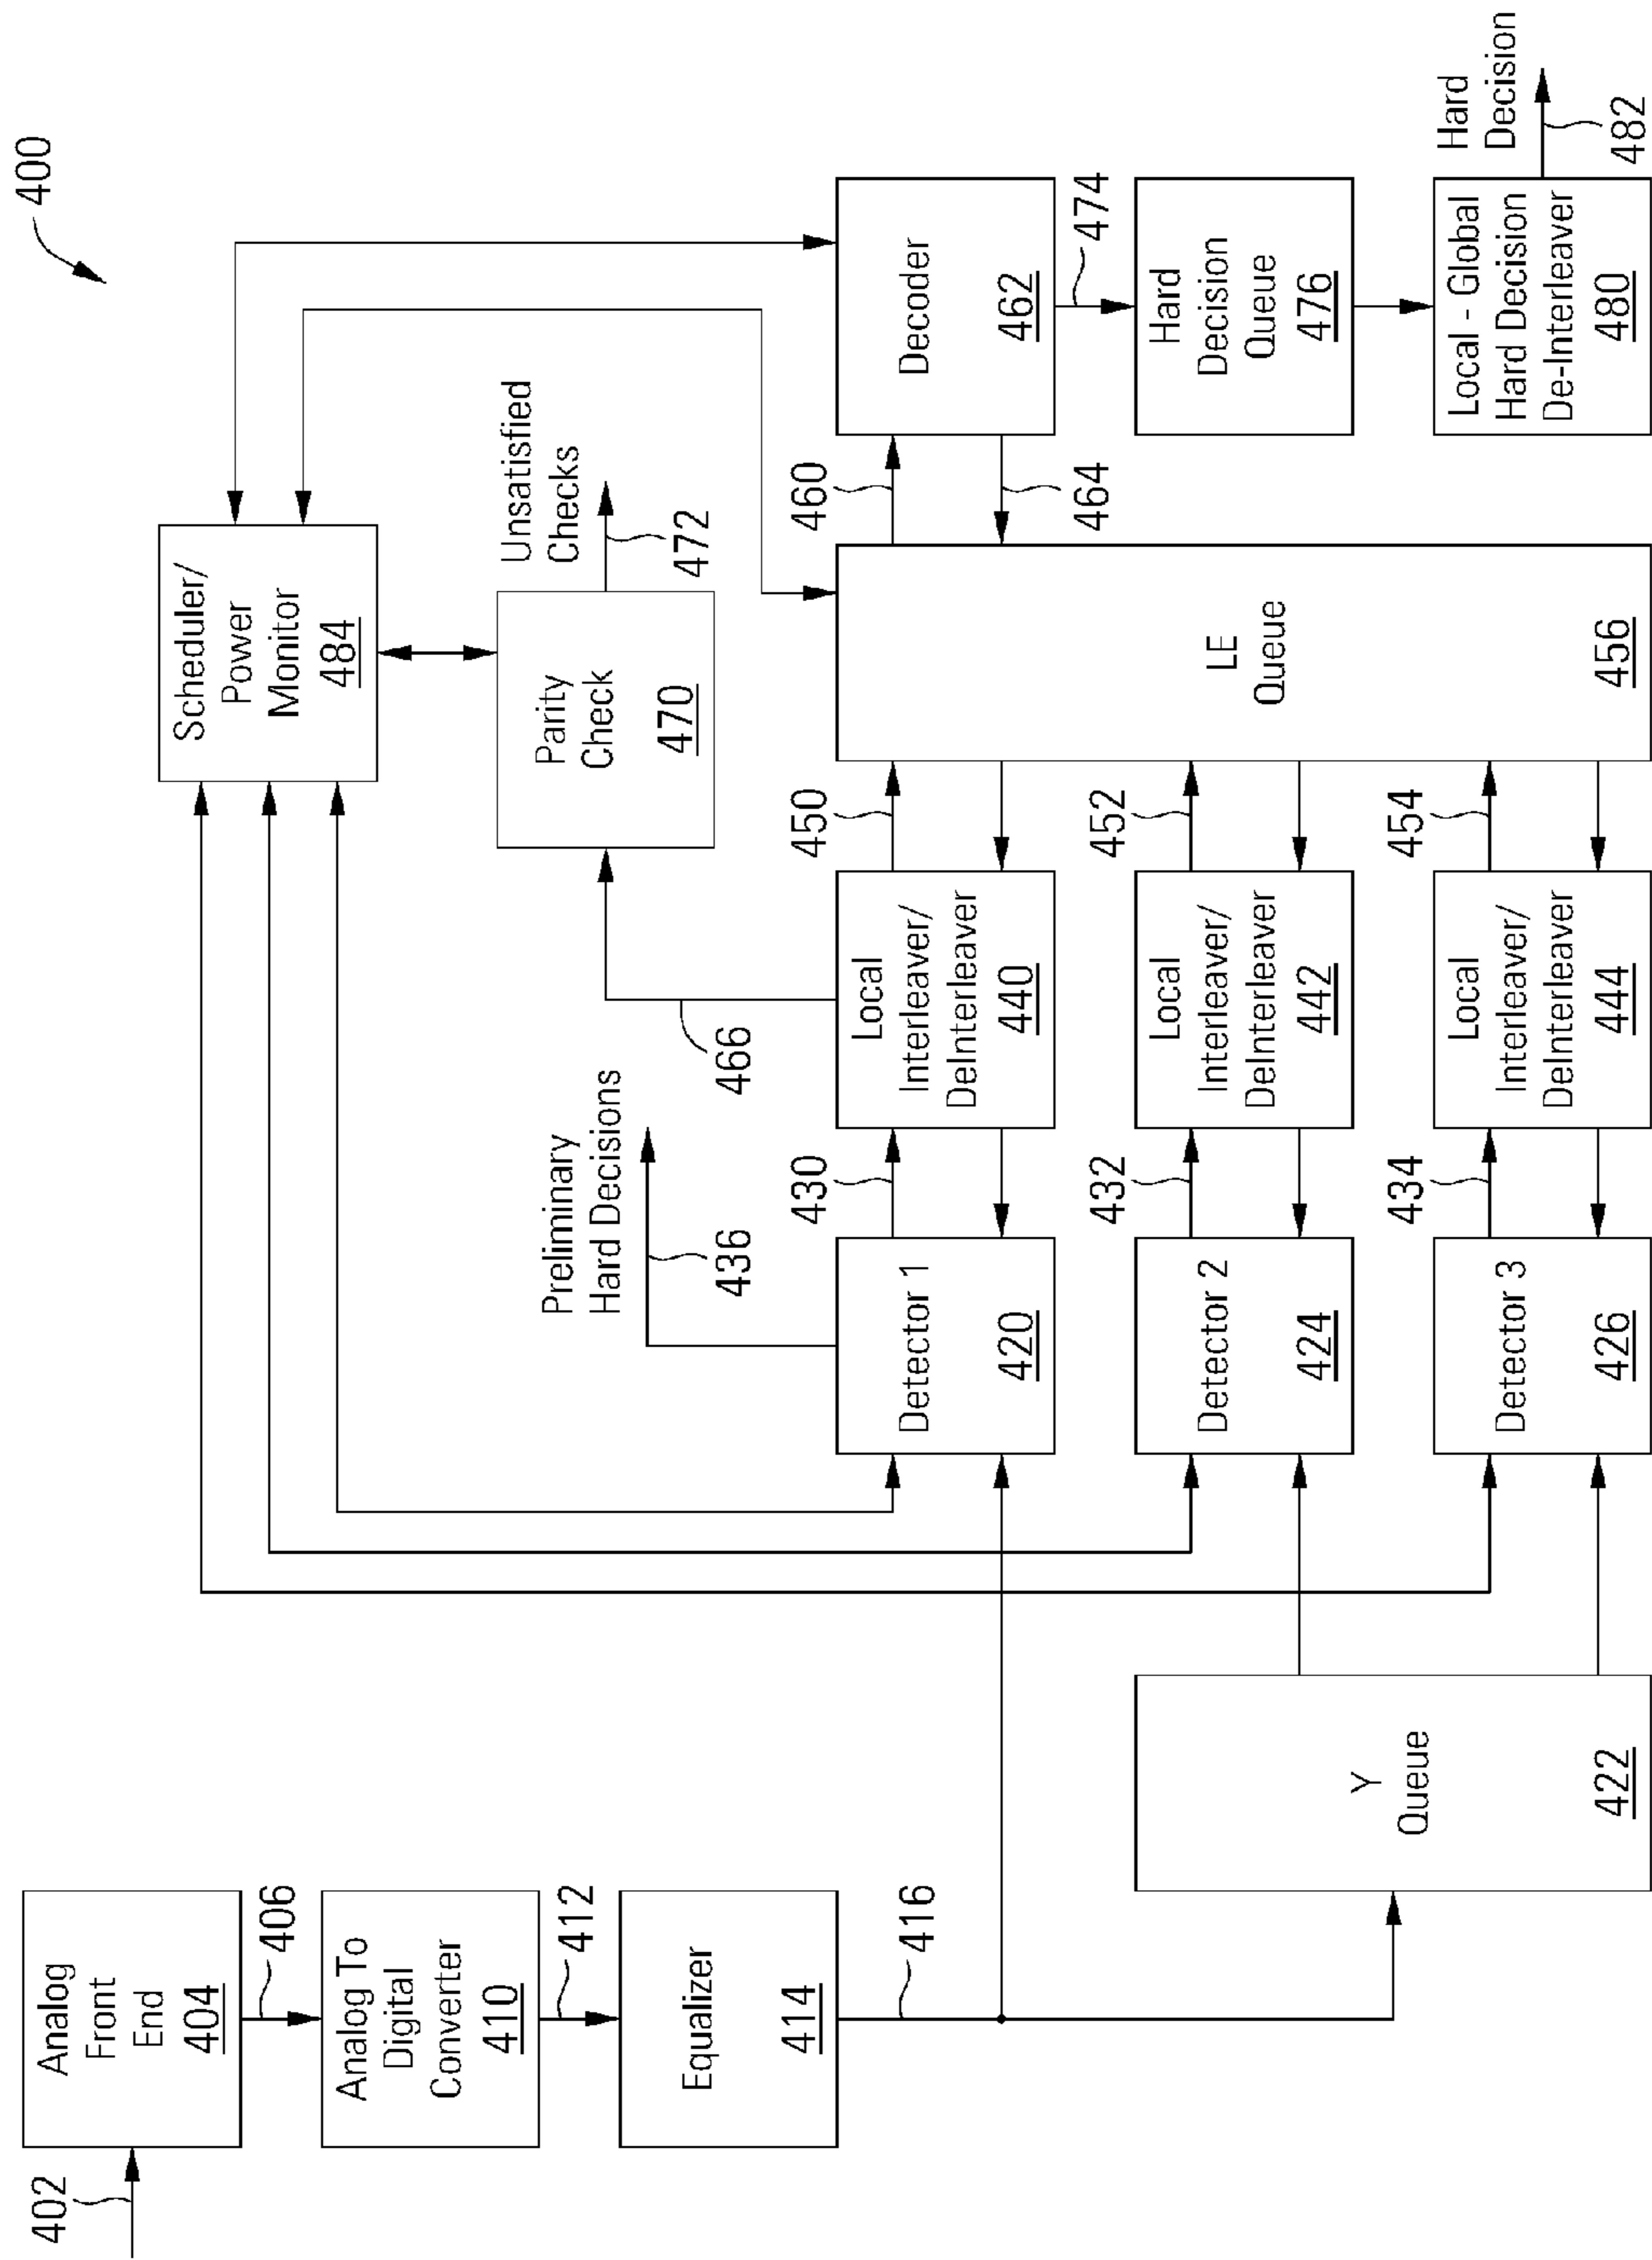 400
402
Analog
Front
End
404
406
Analog To
Digital
Converter
410
412
Equalizer
414
416
Y
Queue
422
Scheduler/
Power
Monitor
484
Preliminary
Hard Decisions
436
Unsatisfied
Checks
472
Parity
Check
470
466
Detector 1
420
430
Local
Interleaver/
DeInterleaver
440
450
Detector 2
424
432
Local
Interleaver/
DeInterleaver
442
452
Detector 3
426
434
Local
Interleaver/
DeInterleaver
444
454
LE
Queue
456
460
464
Decoder
462
474
Hard
Decision
Queue
476
Local - Global
Hard Decision
De-Interleaver
480
Hard
Decision
482